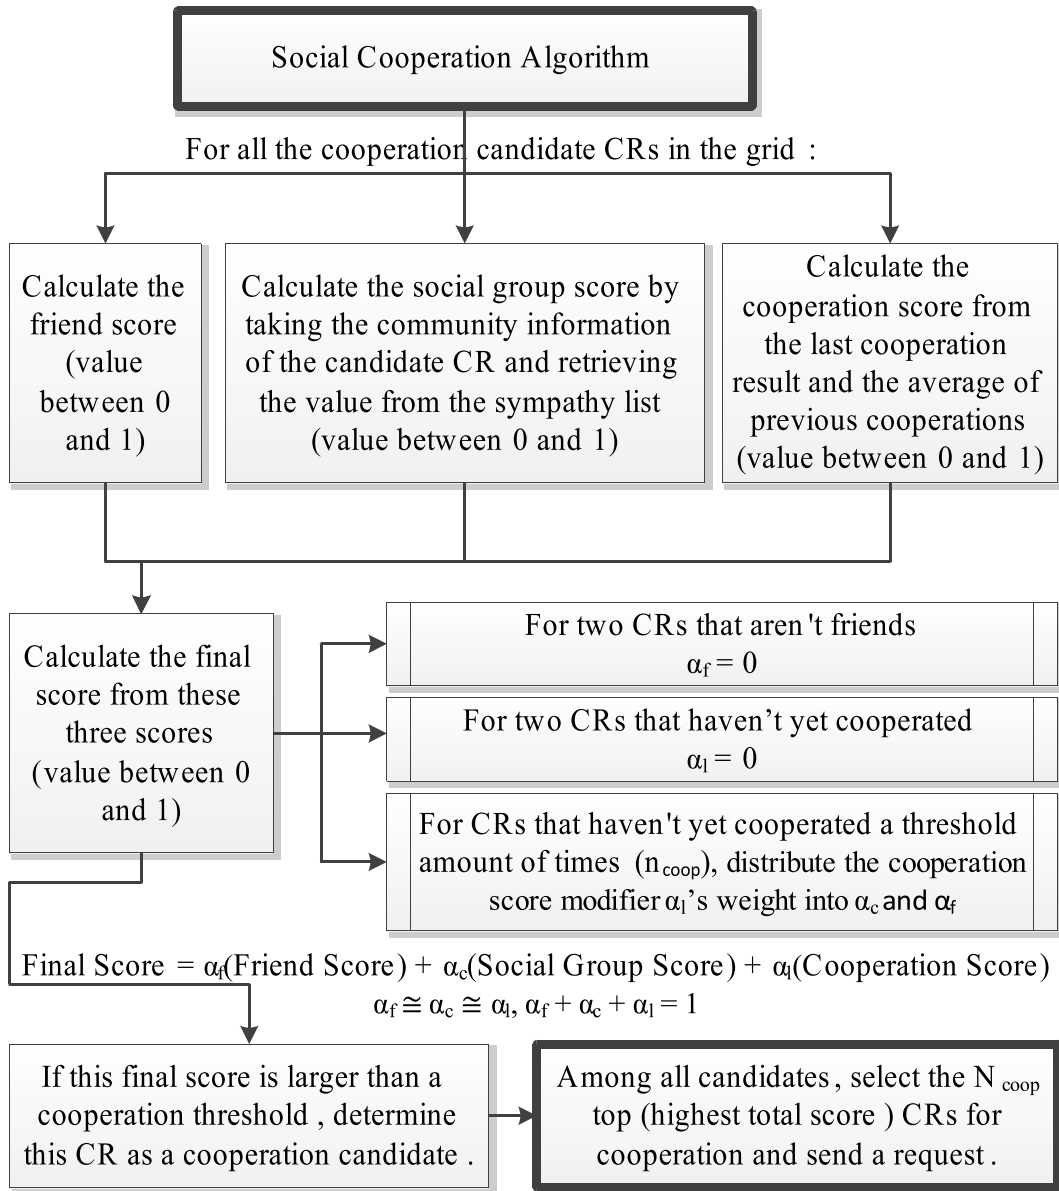 Social Cooperation Algorithm
For all the cooperation candidate CRs in the grid :
Calculate the
friend score
(value
between 0
and 1)
Calculate the social group score by
taking the community information
of the candidate CR and retrieving
the value from the sympathy list
(value between 0 and 1)
Calculate the
cooperation score from
the last cooperation
result and the average of
previous cooperations
(value between 0 and 1)
Calculate the final
score from these
three scores
(value between 0
and 1)
For two CRs that aren't friends
αf = 0
For two CRs that haven’t yet cooperated
αl = 0
For CRs that haven't yet cooperated a threshold
amount of times (ncoop), distribute the cooperation
score modifier αl’s weight into αc and αf
Final Score = αf(Friend Score) + αc(Social Group Score) + αl(Cooperation Score)
αf ≅ αc ≅ αl, αf + αc + αl = 1
If this final score is larger than a
cooperation threshold , determine
this CR as a cooperation candidate .
Among all candidates , select the N coop
top (highest total score ) CRs for
cooperation and send a request .